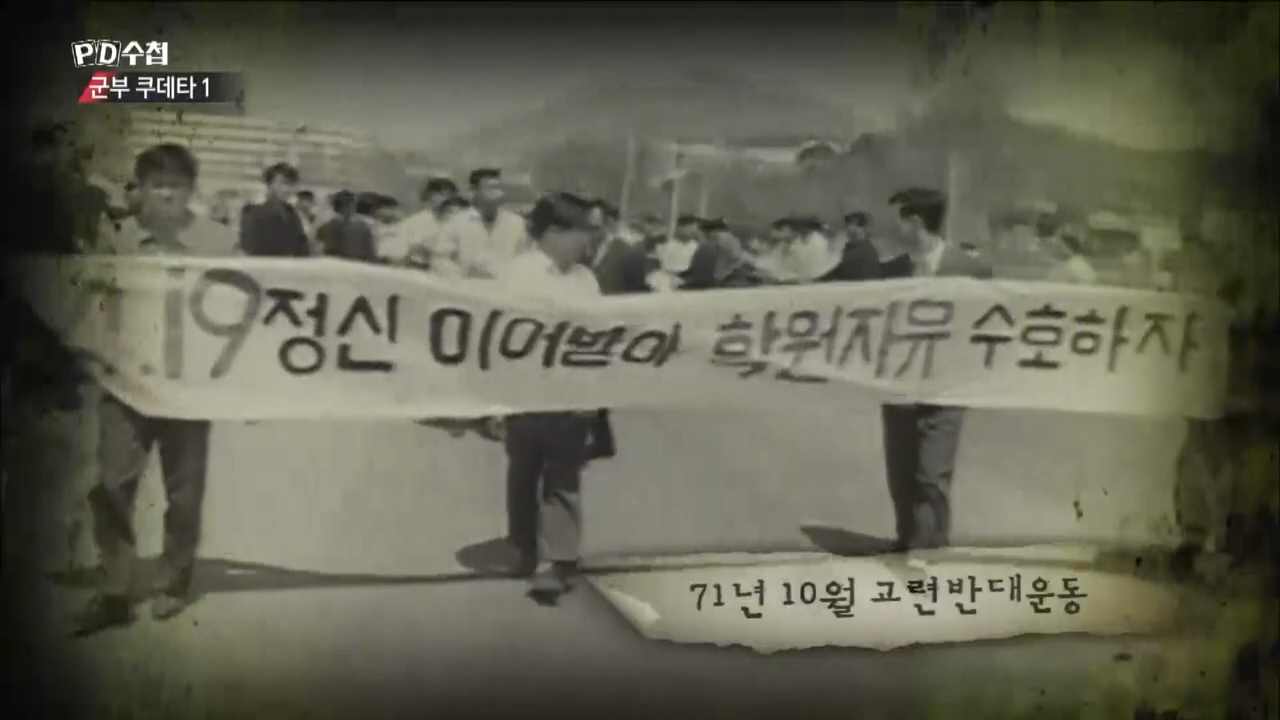 PD수첩
군부 쿠데타 1
19정신 이어받아 학원자유 수호하자
71년 10월 교련반대운동